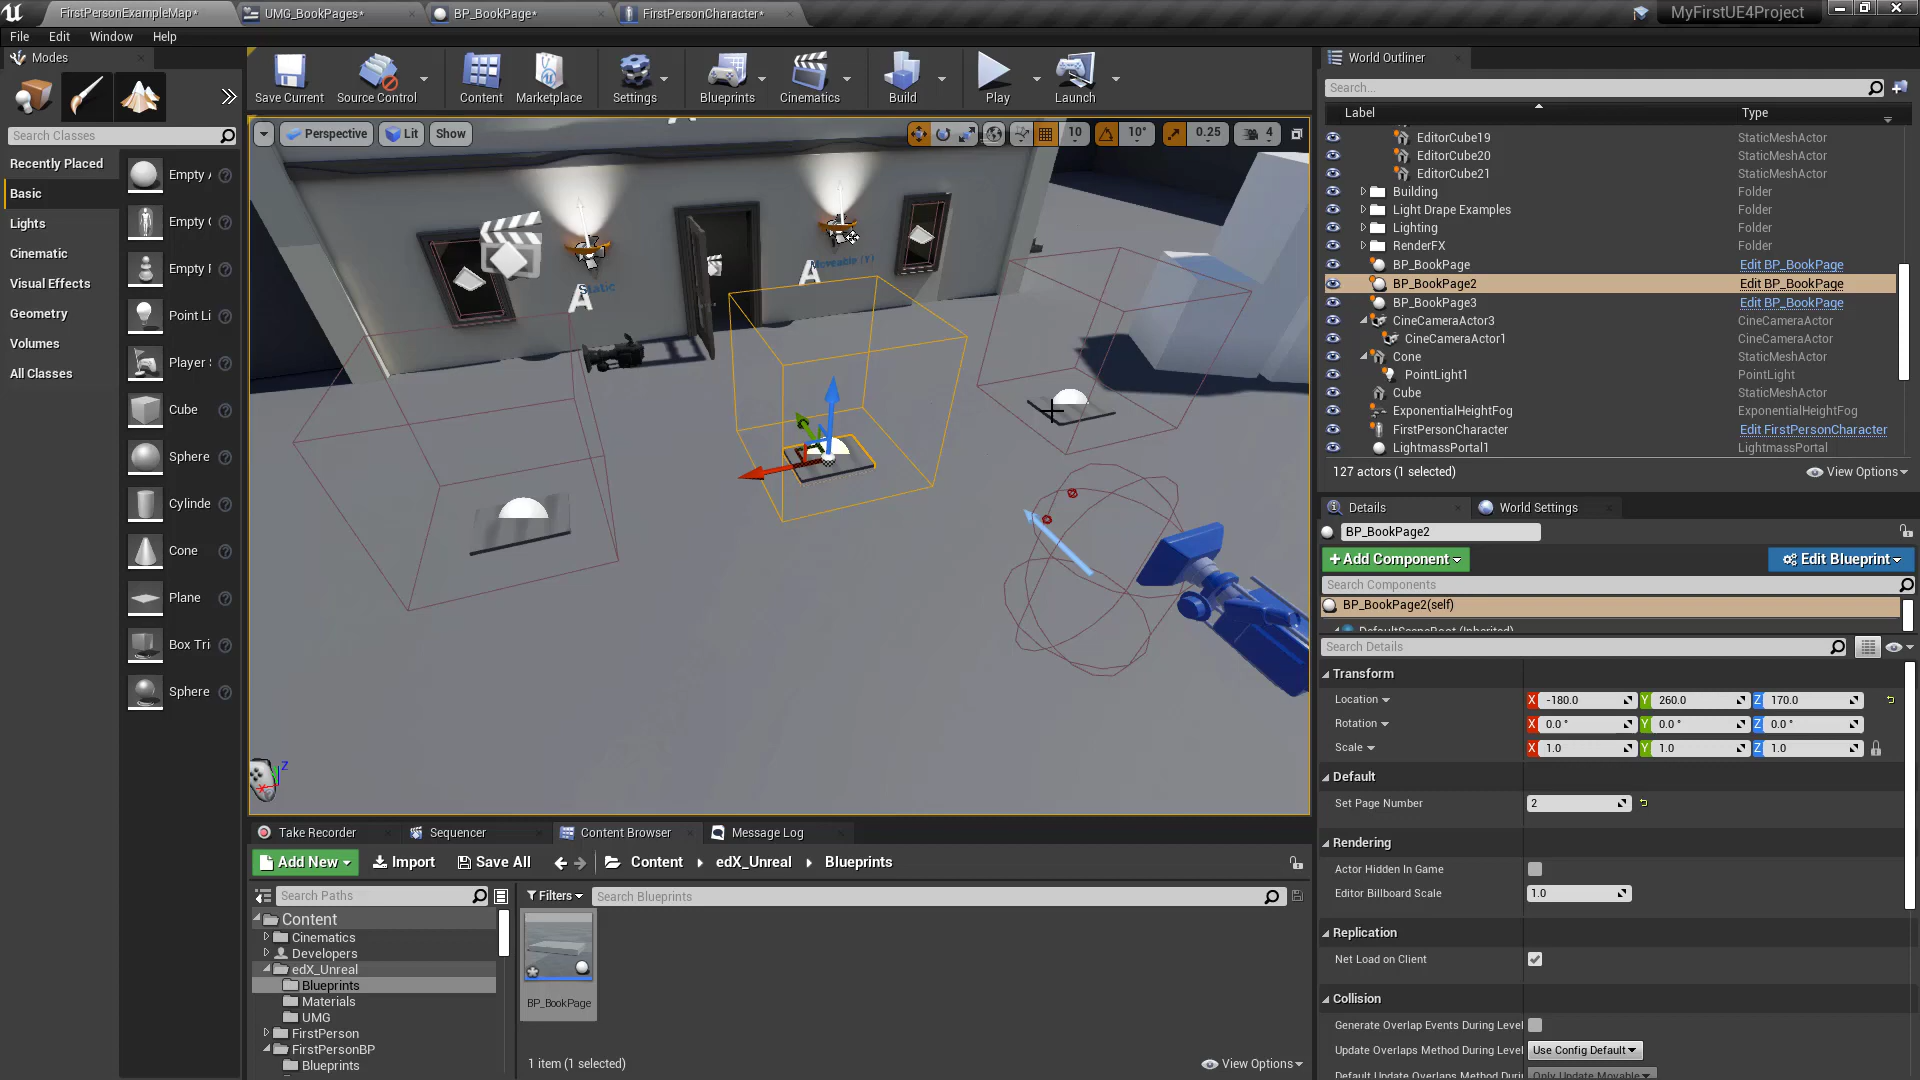 FirstPersonExampleMap*
UMG_BookPages*
BP_BookPage*
FirstPersonCharacter*
MyFirstUE4Project
File Edit Window Help
Modes
Search Classes
Recently Placed
Basic
Lights
Cinematic
Visual Effects
Geometry
Volumes
All Classes
Empty
Empty
Empty
Point Li
Player
Cube
Sphere
Cylinde
Cone
Plane
Box Tri
Sphere
Save Current
Source Control
Content
Marketplace
Settings
Blueprints
Cinematics
Build
Play
Launch
Perspective
Lit
Show
10
10°
0.25
4
Static
Moveable (Y)
A
A
Z
World Outliner
Search...
Label Type
EditorCube19 StaticMeshActor
EditorCube20 StaticMeshActor
EditorCube21 StaticMeshActor
Building Folder
Light Drape Examples Folder
Lighting Folder
RenderFX Folder
BP_BookPage Edit BP_BookPage
BP_BookPage2 Edit BP_BookPage
BP_BookPage3 Edit BP_BookPage
CineCameraActor3 CineCameraActor
CineCameraActor1 CineCameraActor
Cone StaticMeshActor
PointLight1 PointLight
Cube StaticMeshActor
ExponentialHeightFog ExponentialHeightFog
FirstPersonCharacter Edit FirstPersonCharacter
LightmassPortal1 LightmassPortal
127 actors (1 selected)
View Options
Details
World Settings
BP_BookPage2
+ Add Component
Edit Blueprint
Search Components
BP_BookPage2(self)
DefaultSceneRoot (Inherited)
Search Details
Transform
Location X -180.0 Y 260.0 Z 170.0
Rotation X 0.0 ° Y 0.0 ° Z 0.0 °
Scale X 1.0 Y 1.0 Z 1.0
Default
Set Page Number 2
Rendering
Actor Hidden In Game
Editor Billboard Scale 1.0
Replication
Net Load on Client
Collision
Generate Overlap Events During Level
Update Overlaps Method During Level Use Config Default
Default Update Overlaps Method Duri Only Update Movable
Take Recorder
Sequencer
Content Browser
Message Log
Add New
Import
Save All
Content
edX_Unreal
Blueprints
Search Paths
Filters
Search Blueprints
Content
Cinematics
Developers
edX_Unreal
Blueprints
Materials
UMG
FirstPerson
FirstPersonBP
Blueprints
BP_BookPage
1 item (1 selected)
View Options